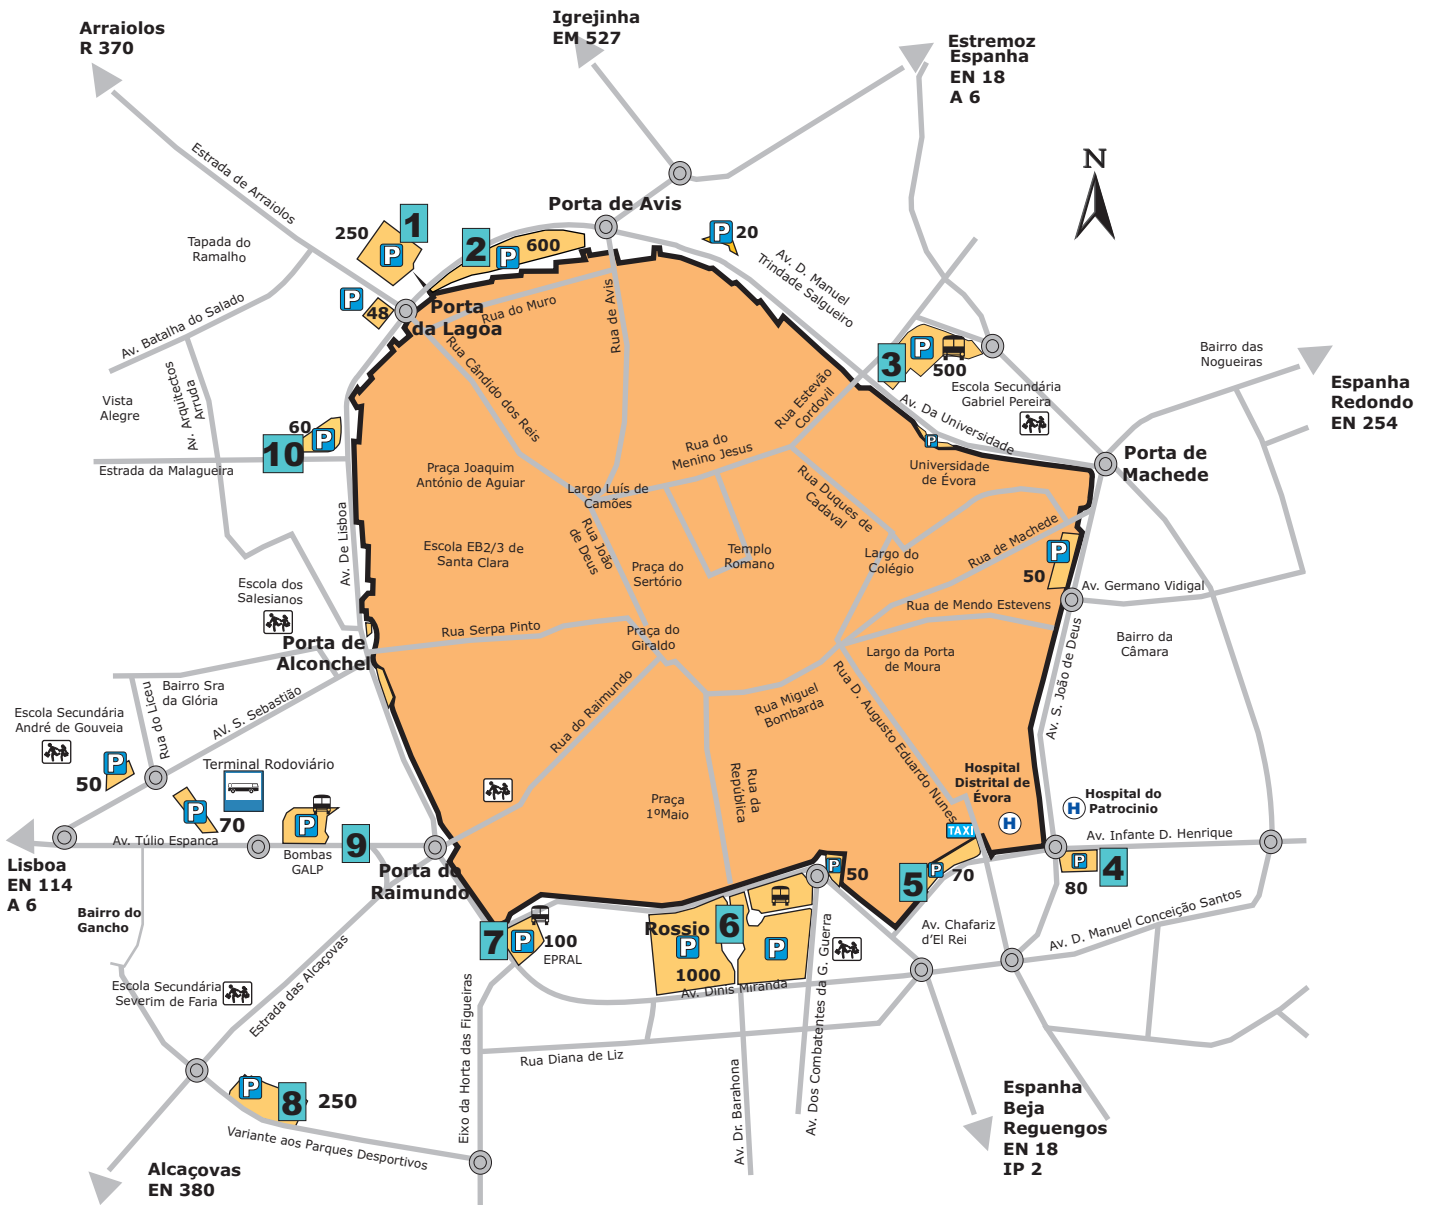 Arraiolos
R 370
Igrejinha
EM 527
Estremoz
Espanha
EN 18
A 6
N
Estrada de Arraiolos
Tapada do
Ramalho
250
1
P
2
P
600
Porta de Avis
P
20
Av. D. Manuel
Trindade Salgueiro
P
48
Porta
da Lagoa
Rua do Muro
Rua de Avis
Av. Batalha do Salado
Av. Arquitectos
Arruda
Vista
Alegre
Rua Cândido dos Reis
3
P
500
Escola Secundária
Gabriel Pereira
Bairro das
Nogueiras
Espanha
Redondo
EN 254
Rua Estevão
Cordovil
Av. Da Universidade
P
60
P
10
Estrada da Malagueira
Praça Joaquim
António de Aguiar
Rua do
Menino Jesus
Universidade
de Évora
Porta de
Machede
Largo Luís de
Camões
Rua Duques de
Cadaval
Av. De Lisboa
Rua João
de Deus
Escola EB2/3 de
Santa Clara
Templo
Romano
Largo do
Colégio
Rua de Machede
P
50
Praça do
Sertório
Av. Germano Vidigal
Escola dos
Salesianos
Rua de Mendo Estevens
Porta de
Alconchel
Rua Serpa Pinto
Praça do
Giraldo
Largo da Porta
de Moura
Bairro da
Câmara
Av. S. João de Deus
Bairro Sra
da Glória
Rua do Liceu
AV. S. Sebastião
Escola Secundária
André de Gouveia
Rua do Raimundo
Rua Miguel
Bombarda
Rua D. Augusto Eduardo Nunes
50
P
Terminal Rodoviário
Rua da
República
Hospital
Distrital de
Évora
H
Hospital do
Patrocinio
H
P
70
P
Praça
1ºMaio
TAXI
Av. Túlio Espanca
Bombas
GALP
9
Av. Infante D. Henrique
Lisboa
EN 114
A 6
Porta do
Raimundo
P
50
5
P
70
P
80
4
Bairro do
Gancho
7
P
100
EPRAL
Rossio
6
P
P
1000
Av. Chafariz
d'El Rei
Av. D. Manuel Conceição Santos
Av. Dinis Miranda
Escola Secundária
Severim de Faria
Estrada das Alcaçovas
Eixo da Horta das Figueiras
Rua Diana de Liz
Av. Dr. Barahona
Av. Dos Combatentes da G. Guerra
P
8
250
Variante aos Parques Desportivos
Espanha
Beja
Reguengos
EN 18
IP 2
Alcaçovas
EN 380